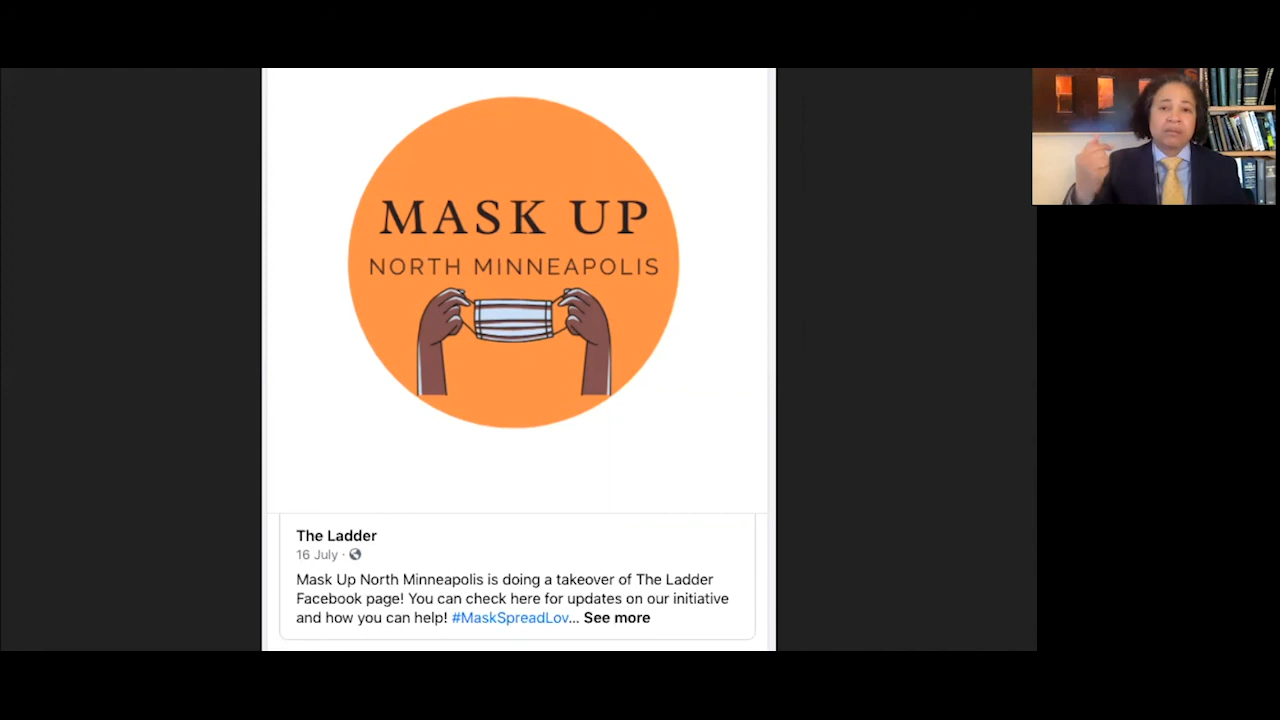 MASK UP
NORTH MINNEAPOLIS
The Ladder
16 July ·
Mask Up North Minneapolis is doing a takeover of The Ladder
Facebook page! You can check here for updates on our initiative
and how you can help! #MaskSpreadLov... See more